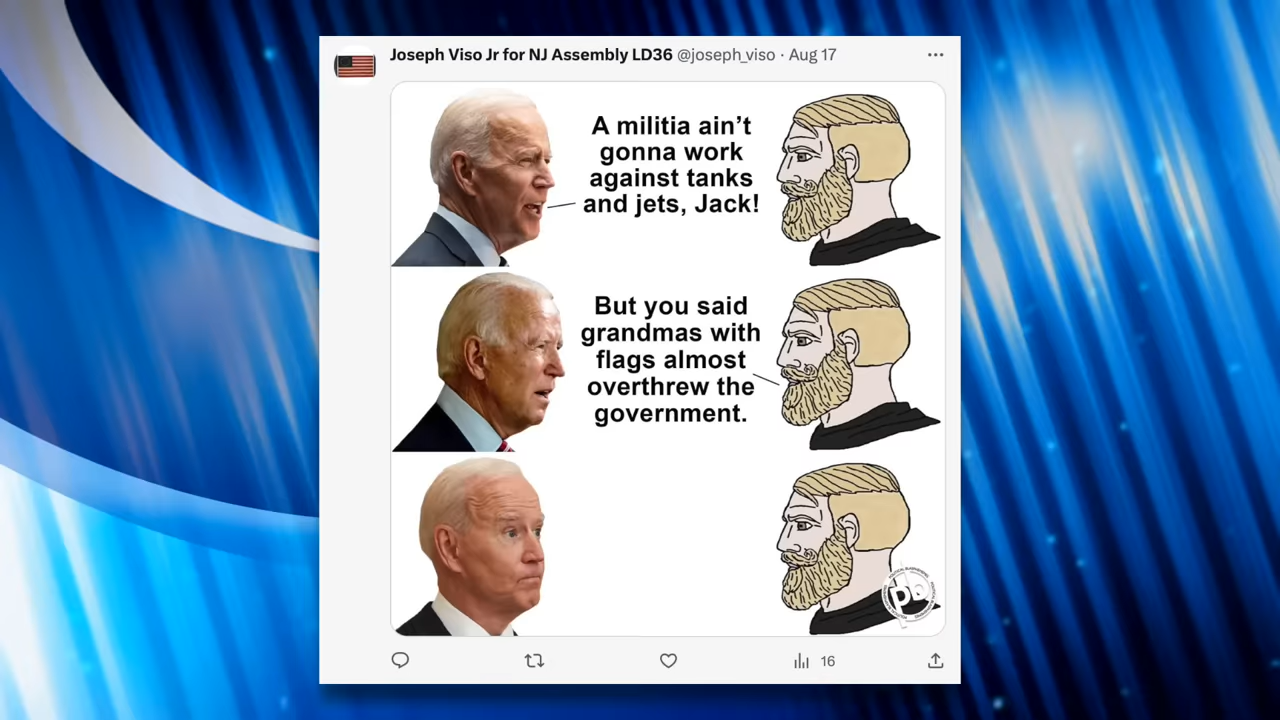 Joseph Viso Jr for NJ Assembly LD36 @joseph_viso · Aug 17
A militia ain't
gonna work
against tanks
and jets, Jack!
But you said
grandmas with
flags almost
overthrew the
government.
pb
16